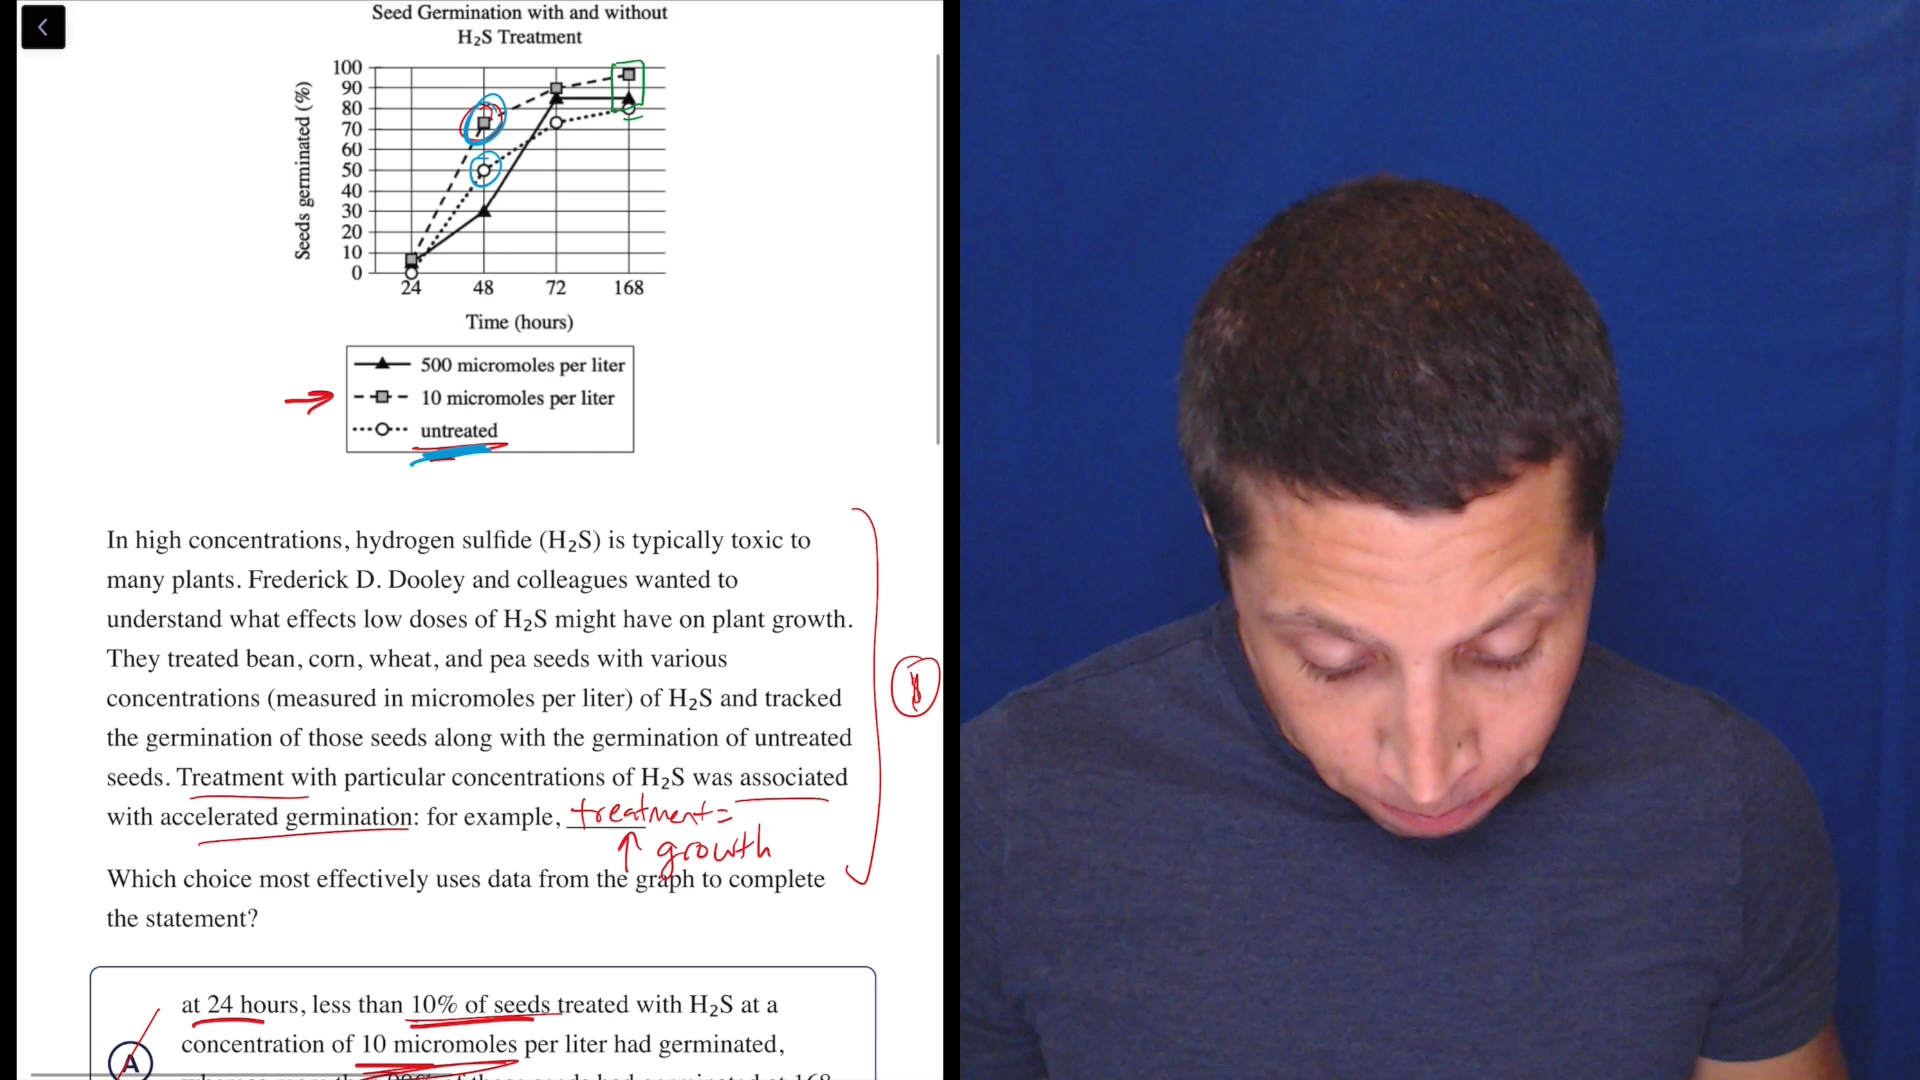 Seed Germination with and without
H₂S Treatment
Seeds germinated (%)
100
90
80
70
60
50
40
30
20
10
0
24 48 72 168
Time (hours)
500 micromoles per liter
10 micromoles per liter
untreated
In high concentrations, hydrogen sulfide (H₂S) is typically toxic to
many plants. Frederick D. Dooley and colleagues wanted to
understand what effects low doses of H₂S might have on plant growth.
They treated bean, corn, wheat, and pea seeds with various
concentrations (measured in micromoles per liter) of H₂S and tracked
the germination of those seeds along with the germination of untreated
seeds. Treatment with particular concentrations of H₂S was associated
with accelerated germination: for example, treatment=
↑ growth
Which choice most effectively uses data from the graph to complete
the statement?
at 24 hours, less than 10% of seeds treated with H₂S at a
A concentration of 10 micromoles per liter had germinated,